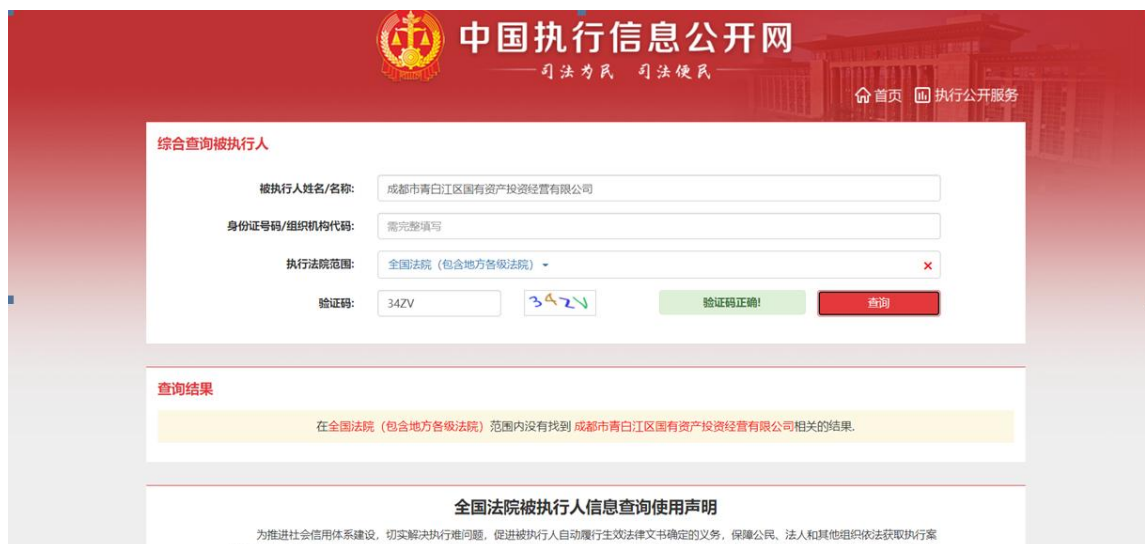 中国执行信息公开网
司法为民 司法便民
首页 执行公开服务
综合查询被执行人
被执行人姓名/名称: 成都市青白江区国有资产投资经营有限公司
身份证号码/组织机构代码: 需完整填写
执行法院范围: 全国法院（包含地方各级法院）
验证码: 34ZV 34ZV 验证码正确! 查询
查询结果
在全国法院（包含地方各级法院）范围内没有找到 成都市青白江区国有资产投资经营有限公司相关的结果.
全国法院被执行人信息查询使用声明
为推进社会信用体系建设，切实解决执行难问题，促进被执行人自动履行生效法律文书确定的义务，保障公民、法人和其他组织依法获取执行案